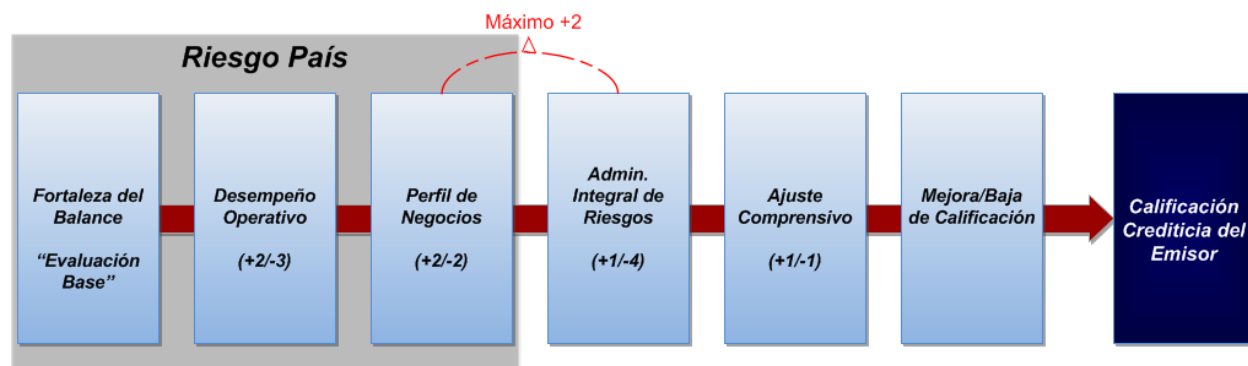 Máximo +2
Riesgo País
Fortaleza del
Balance
“Evaluación
Base”
Desempeño
Operativo
(+2/-3)
Perfil de
Negocios
(+2/-2)
Admin.
Integral de
Riesgos
(+1/-4)
Ajuste
Comprensivo
(+1/-1)
Mejora/Baja
de Calificación
Calificación
Crediticia del
Emisor